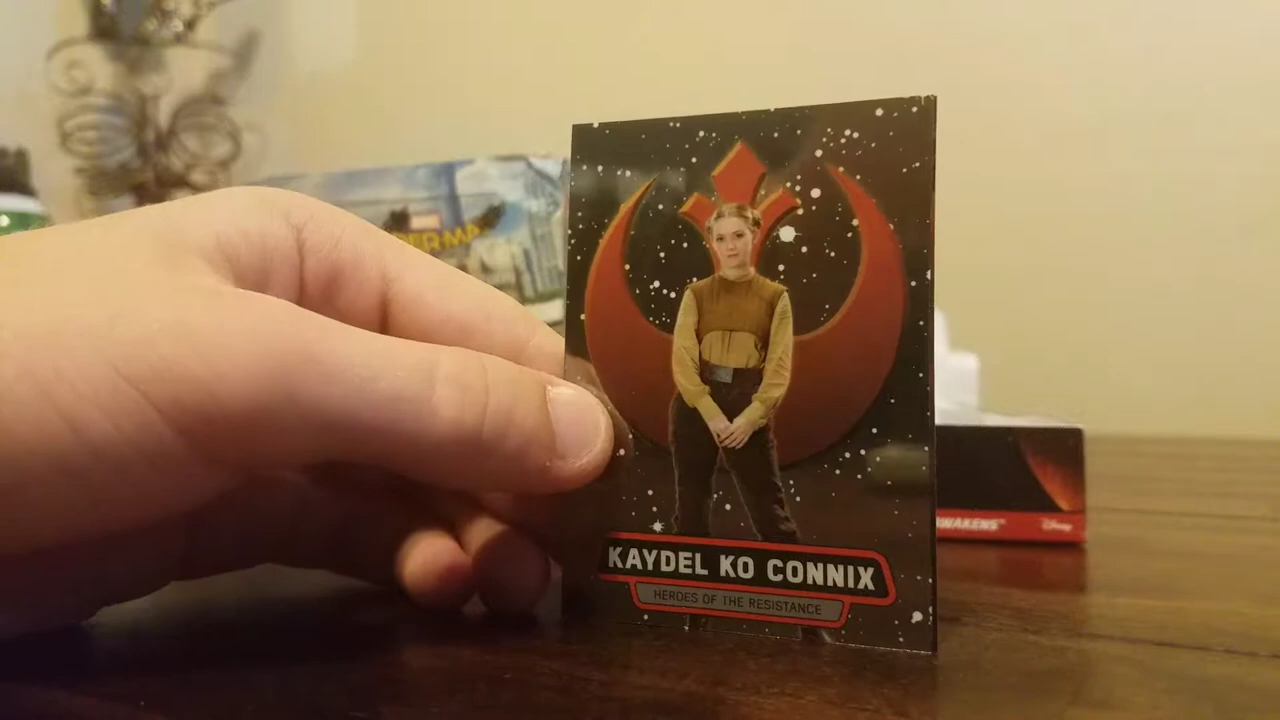 KAYDEL KO CONNIX
HEROES OF THE RESISTANCE
AWAKENS
Disney